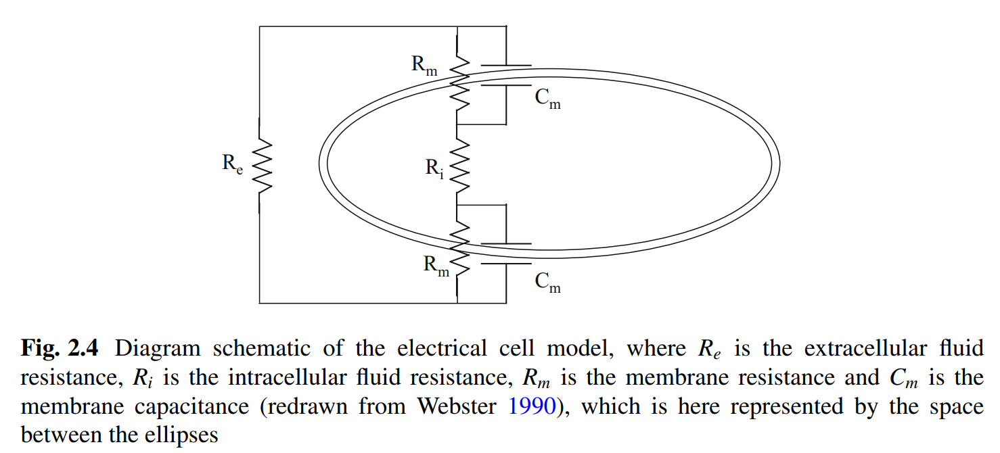 Rm
Cm
Re
Ri
Rm
Cm
Fig. 2.4 Diagram schematic of the electrical cell model, where Re is the extracellular fluid
resistance, Ri is the intracellular fluid resistance, Rm is the membrane resistance and Cm is the
membrane capacitance (redrawn from Webster 1990), which is here represented by the space
between the ellipses